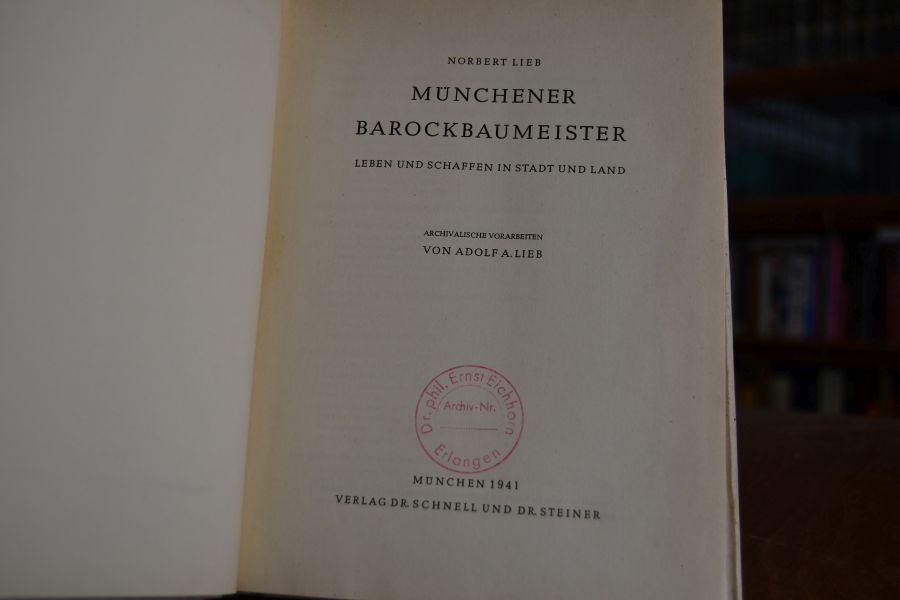 NORBERT LIEB
MÜNCHENER
BAROCKBAUMEISTER
LEBEN UND SCHAFFEN IN STADT UND LAND
ARCHIVALISCHE VORARBEITEN
VON ADOLF A. LIEB
Dr. phil. Ernst Eichhorn
Archiv-Nr.
Erlangen
MÜNCHEN 1941
VERLAG DR. SCHNELL UND DR. STEINER